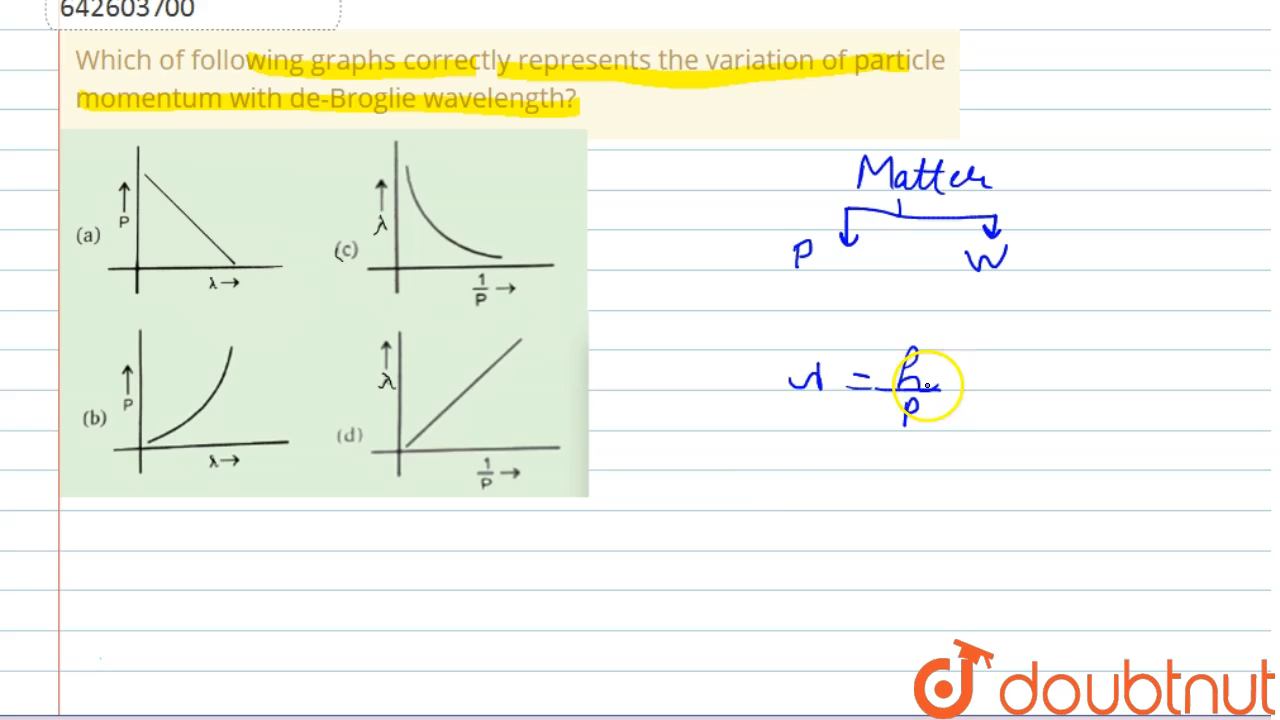 642603700
Which of following graphs correctly represents the variation of particle
momentum with de-Broglie wavelength?
(a) ↑ P λ→
(c) ↑ λ 1/P →
(b) ↑ P λ→
(d) ↑ λ 1/P →
Matter
P W
λ = h/P
doubtnut